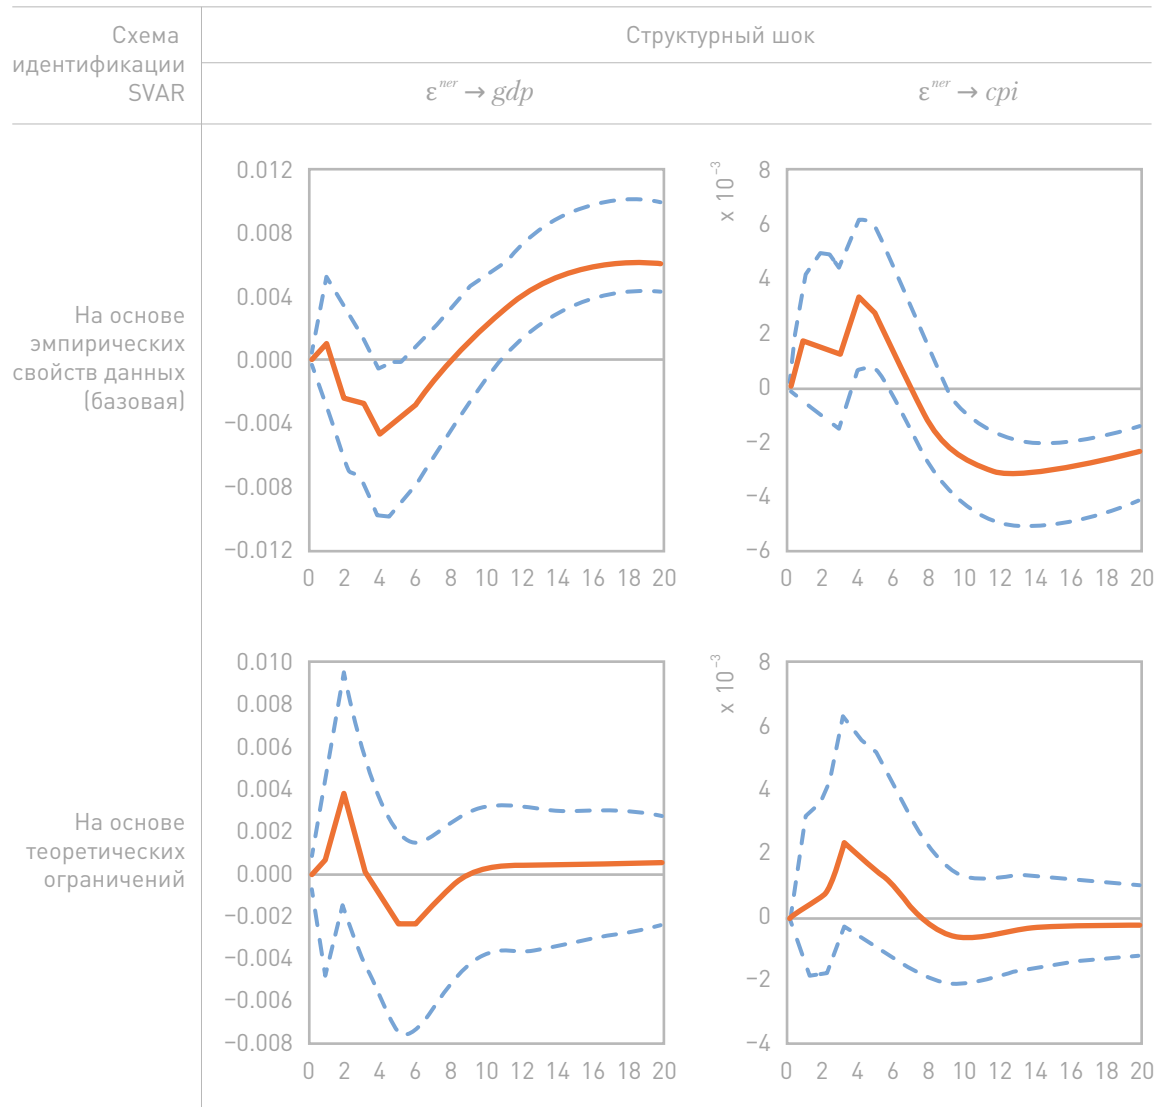 Схема
идентификации
SVAR
Структурный шок
εⁿᵉʳ → gdp
εⁿᵉʳ → cpi
На основе
эмпирических
свойств данных
(базовая)
0.012
0.008
0.004
0.000
−0.004
−0.008
−0.012
0 2 4 6 8 10 12 14 16 18 20
x 10⁻³
8
6
4
2
0
−2
−4
−6
0 2 4 6 8 10 12 14 16 18 20
На основе
теоретических
ограничений
0.010
0.008
0.006
0.004
0.002
0.000
−0.002
−0.004
−0.006
−0.008
0 2 4 6 8 10 12 14 16 18 20
x 10⁻³
8
6
4
2
0
−2
−4
0 2 4 6 8 10 12 14 16 18 20